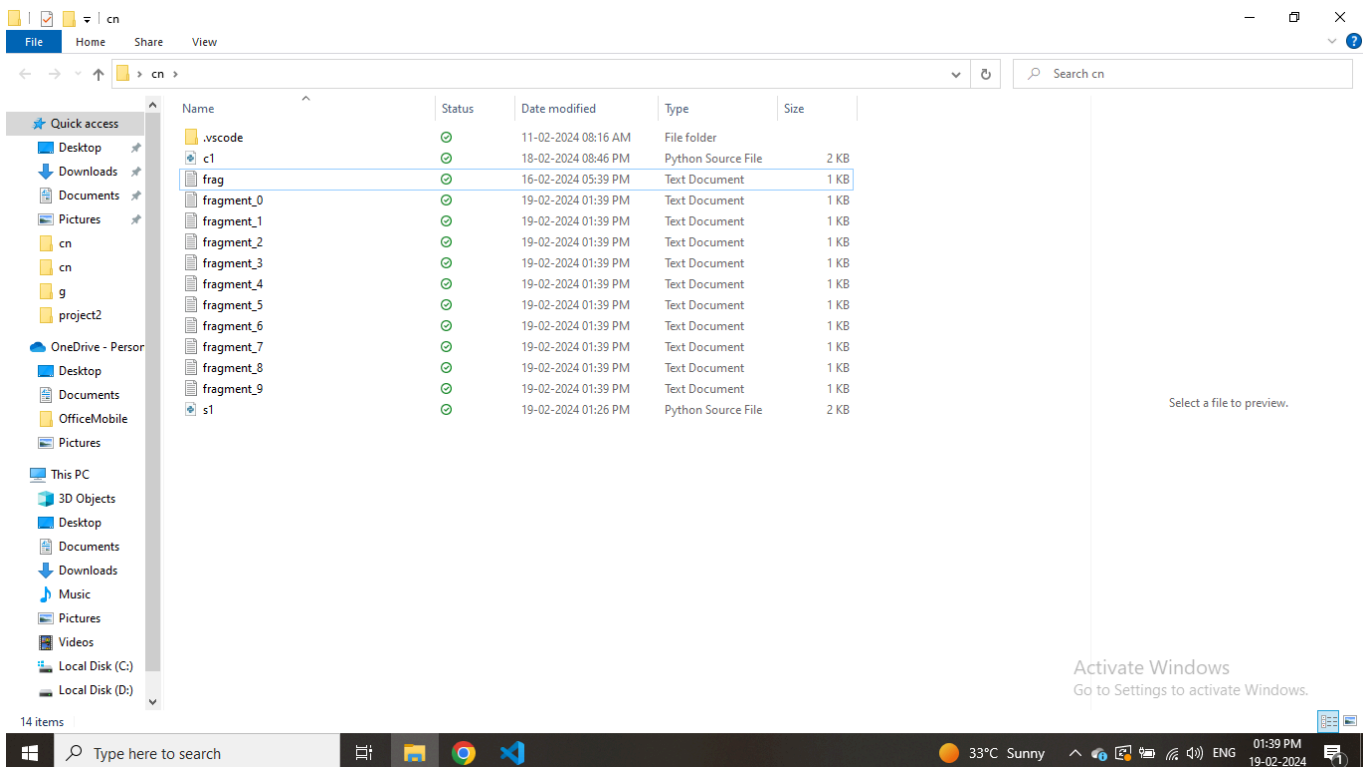 cn
File Home Share View
cn
Search cn
Name Status Date modified Type Size
Quick access
Desktop
Downloads
Documents
Pictures
cn
cn
g
project2
OneDrive - Person
Desktop
Documents
OfficeMobile
Pictures
This PC
3D Objects
Desktop
Documents
Downloads
Music
Pictures
Videos
Local Disk (C:)
Local Disk (D:)
.vscode 11-02-2024 08:16 AM File folder
c1 18-02-2024 08:46 PM Python Source File 2 KB
frag 16-02-2024 05:39 PM Text Document 1 KB
fragment_0 19-02-2024 01:39 PM Text Document 1 KB
fragment_1 19-02-2024 01:39 PM Text Document 1 KB
fragment_2 19-02-2024 01:39 PM Text Document 1 KB
fragment_3 19-02-2024 01:39 PM Text Document 1 KB
fragment_4 19-02-2024 01:39 PM Text Document 1 KB
fragment_5 19-02-2024 01:39 PM Text Document 1 KB
fragment_6 19-02-2024 01:39 PM Text Document 1 KB
fragment_7 19-02-2024 01:39 PM Text Document 1 KB
fragment_8 19-02-2024 01:39 PM Text Document 1 KB
fragment_9 19-02-2024 01:39 PM Text Document 1 KB
s1 19-02-2024 01:26 PM Python Source File 2 KB
Select a file to preview.
Activate Windows
Go to Settings to activate Windows.
14 items
Type here to search
33°C Sunny
ENG
01:39 PM
19-02-2024
1